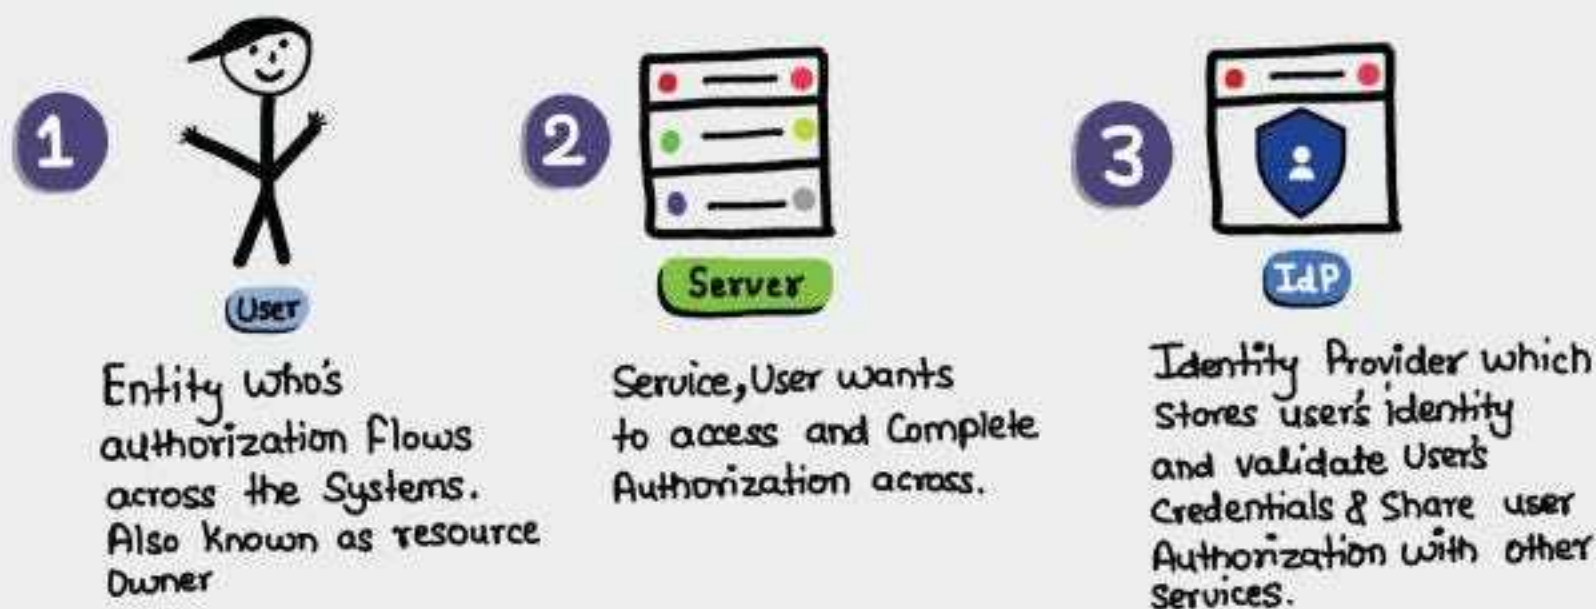 1
User
Entity who's
authorization flows
across the Systems.
Also Known as resource
Owner
2
Server
Service, User wants
to access and Complete
Authorization across.
3
IdP
Identity Provider which
Stores user's identity
and validate User's
Credentials & Share user
Authorization with other
Services.